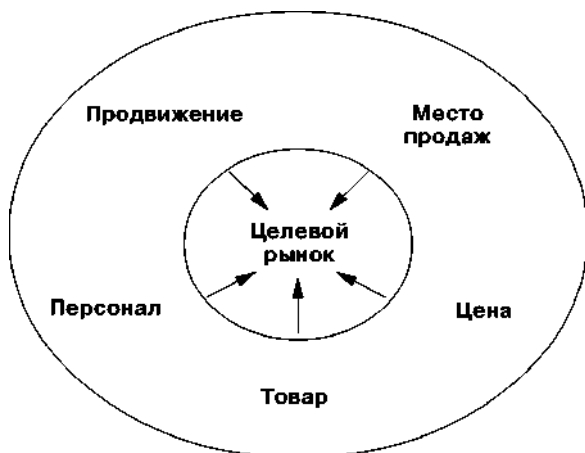 Продвижение
Место
продаж
Целевой
рынок
Персонал
Цена
Товар